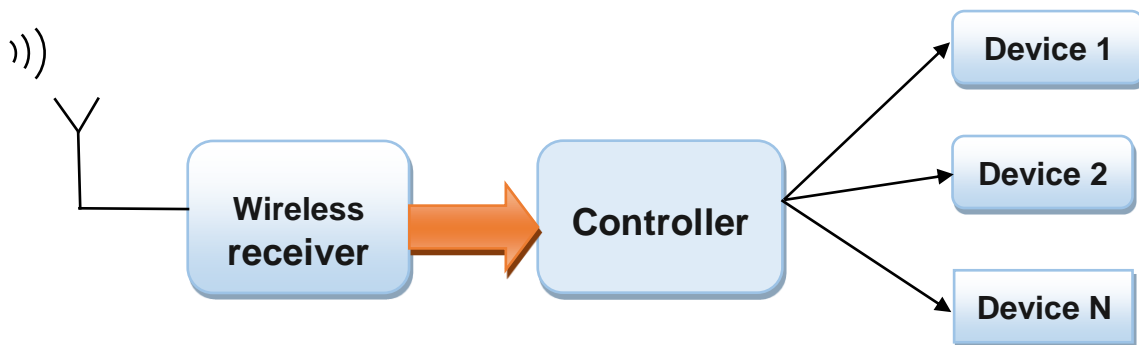 Wireless
receiver
Controller
Device 1
Device 2
Device N